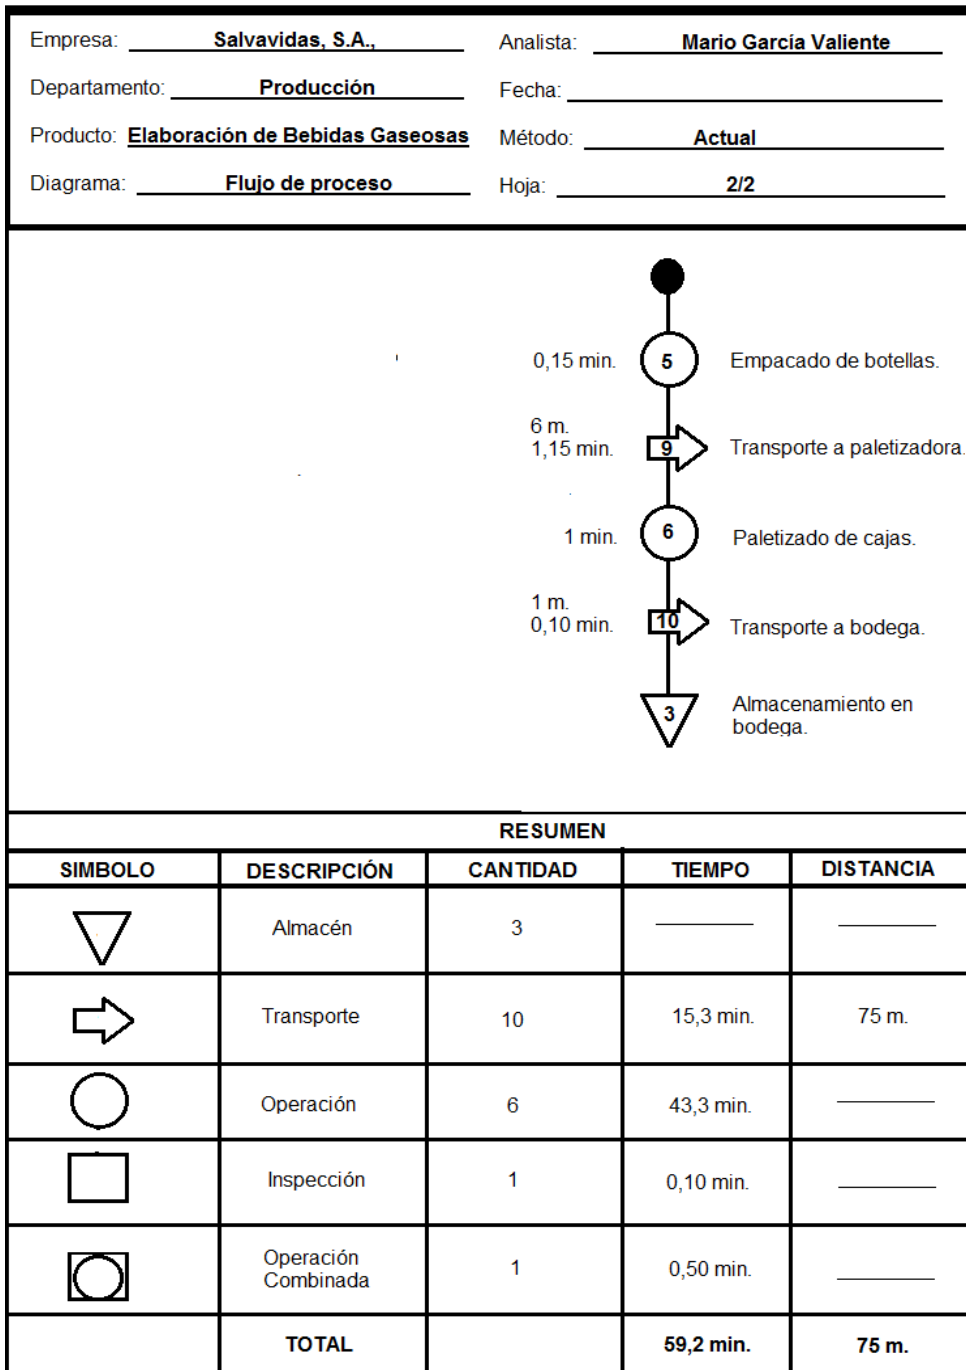 Empresa: Salvavidas, S.A.,
Analista: Mario García Valiente
Departamento: Producción
Fecha:
Producto: Elaboración de Bebidas Gaseosas
Método: Actual
Diagrama: Flujo de proceso
Hoja: 2/2
0,15 min. 5 Empacado de botellas.
6 m.
1,15 min. 9 Transporte a paletizadora.
1 min. 6 Paletizado de cajas.
1 m.
0,10 min. 10 Transporte a bodega.
3 Almacenamiento en
bodega.
RESUMEN
SIMBOLO DESCRIPCIÓN CANTIDAD TIEMPO DISTANCIA
Almacén 3
Transporte 10 15,3 min. 75 m.
Operación 6 43,3 min.
Inspección 1 0,10 min.
Operación
Combinada 1 0,50 min.
TOTAL 59,2 min. 75 m.